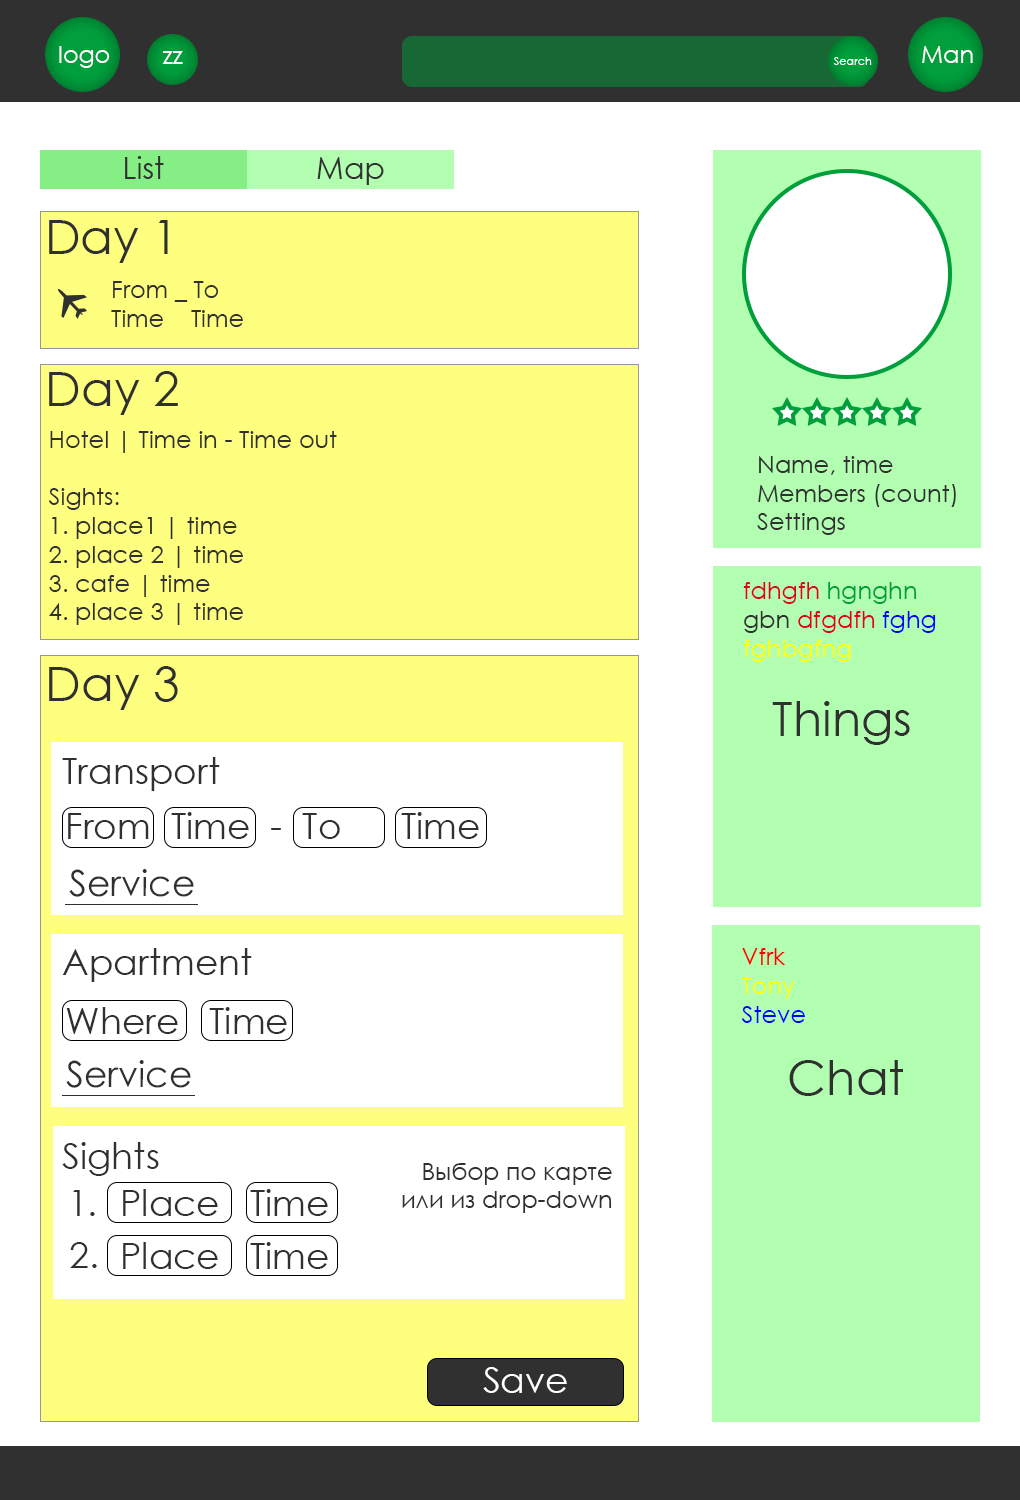 logo
zz
Search
Man
List
Map
Day 1
From _ To
Time Time
Day 2
Hotel | Time in - Time out
Sights:
1. place1 | time
2. place 2 | time
3. cafe | time
4. place 3 | time
Day 3
Transport
From Time - To Time
Service
Apartment
Where Time
Service
Sights
1. Place Time
2. Place Time
Выбор по карте
или из drop-down
Save
Name, time
Members (count)
Settings
fdhgfh hgnghn
gbn dfgdfh fghg
fghbgfng
Things
Vfrk
Tony
Steve
Chat